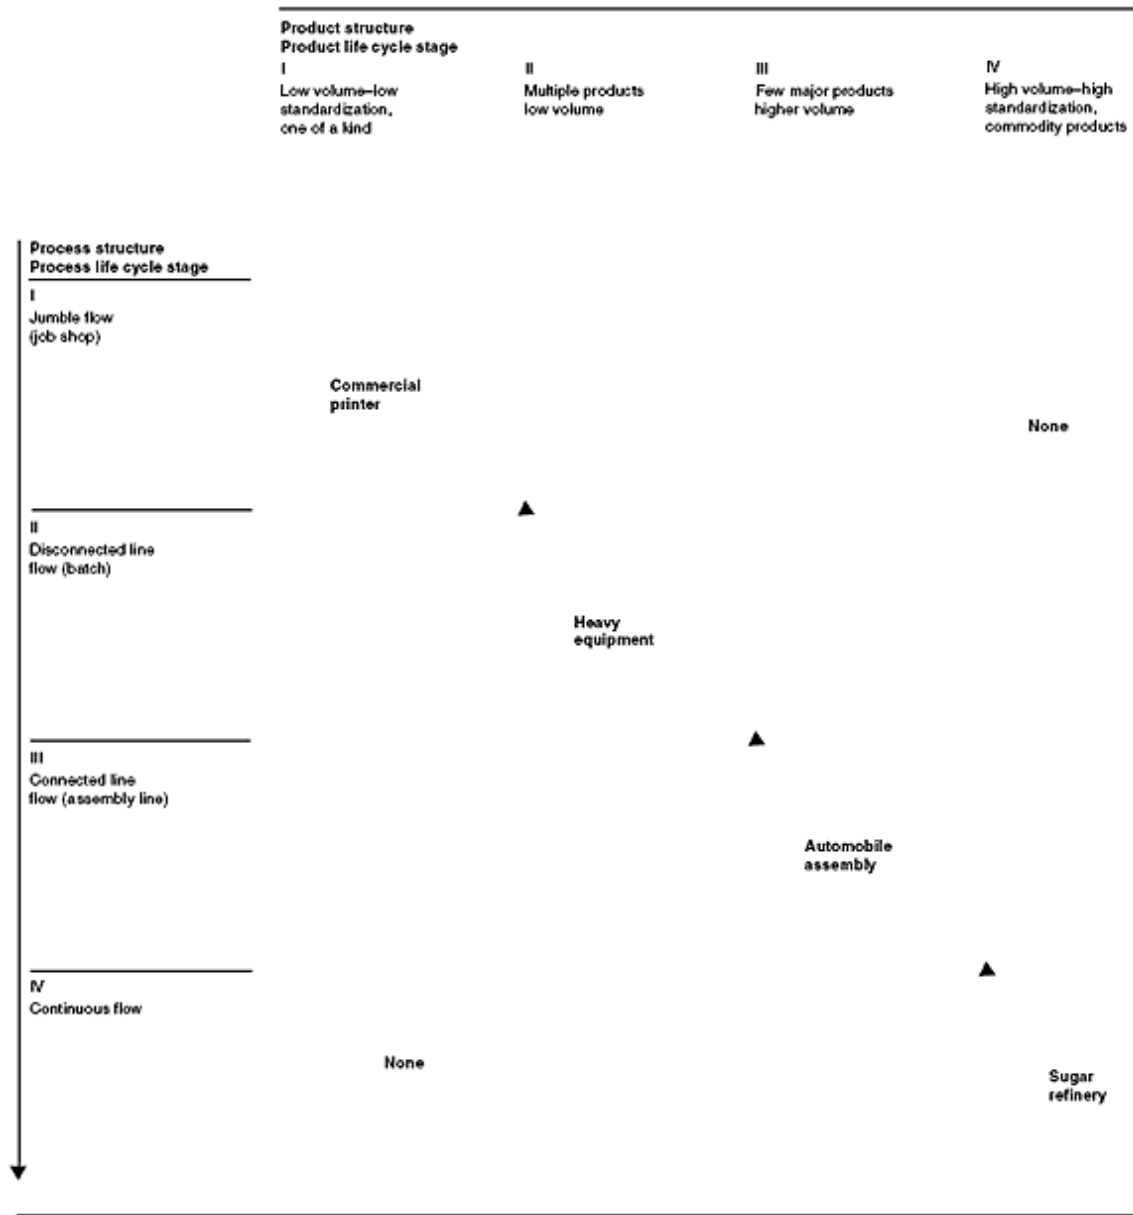 Product structure
Product life cycle stage
I
Low volume–low
standardization,
one of a kind
II
Multiple products
low volume
III
Few major products
higher volume
IV
High volume–high
standardization,
commodity products
Process structure
Process life cycle stage
I
Jumble flow
(job shop)
Commercial
printer
None
II
Disconnected line
flow (batch)
Heavy
equipment
III
Connected line
flow (assembly line)
Automobile
assembly
IV
Continuous flow
None
Sugar
refinery